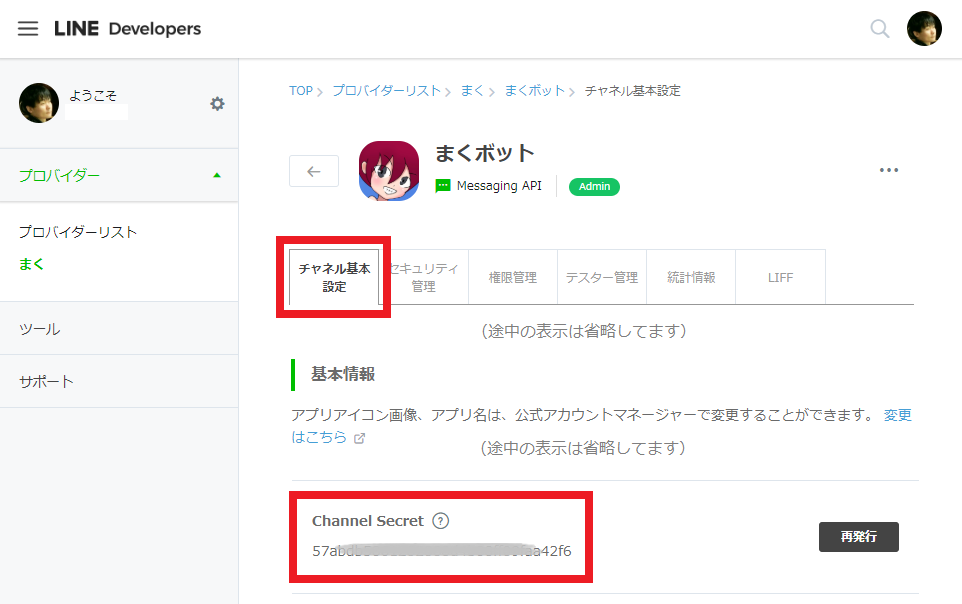 LINE Developers
ようこそ
プロバイダー
プロバイダーリスト
まく
ツール
サポート
TOP
プロバイダーリスト
まく
まくボット
チャネル基本設定
まくボット
Messaging API
Admin
チャネル基本
設定
セキュリティ
管理
権限管理
テスター管理
統計情報
LIFF
(途中の表示は省略してます)
基本情報
アプリアイコン画像、アプリ名は、公式アカウントマネージャーで変更することができます。 変更
はこちら
(途中の表示は省略してます)
Channel Secret ?
再発行